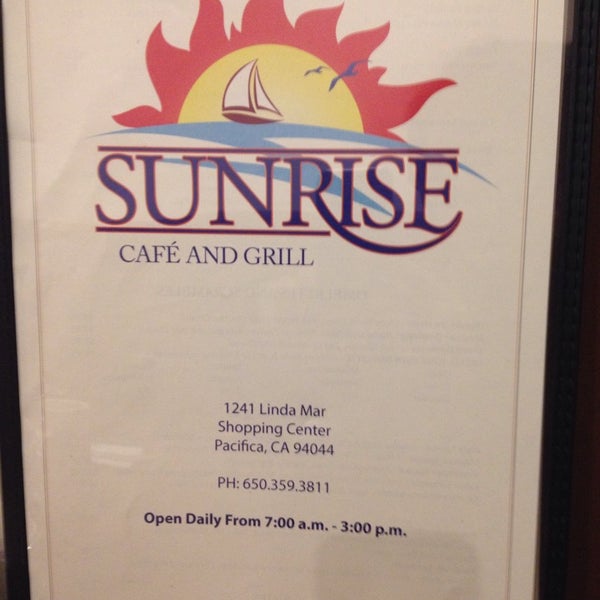 SUNRISE
CAFÉ AND GRILL
1241 Linda Mar
Shopping Center
Pacifica, CA 94044
PH: 650.359.3811
Open Daily From 7:00 a.m. - 3:00 p.m.